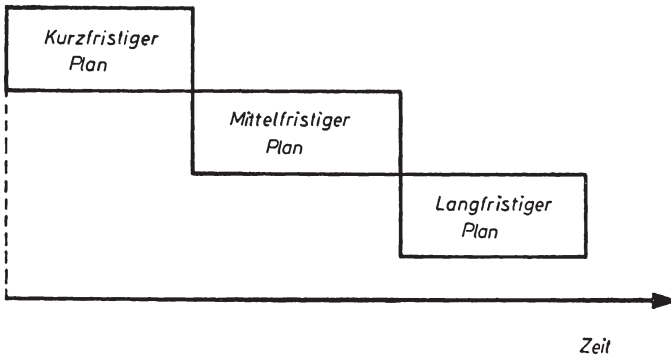 Kurzfristiger
Plan
Mittelfristiger
Plan
Langfristiger
Plan
Zeit